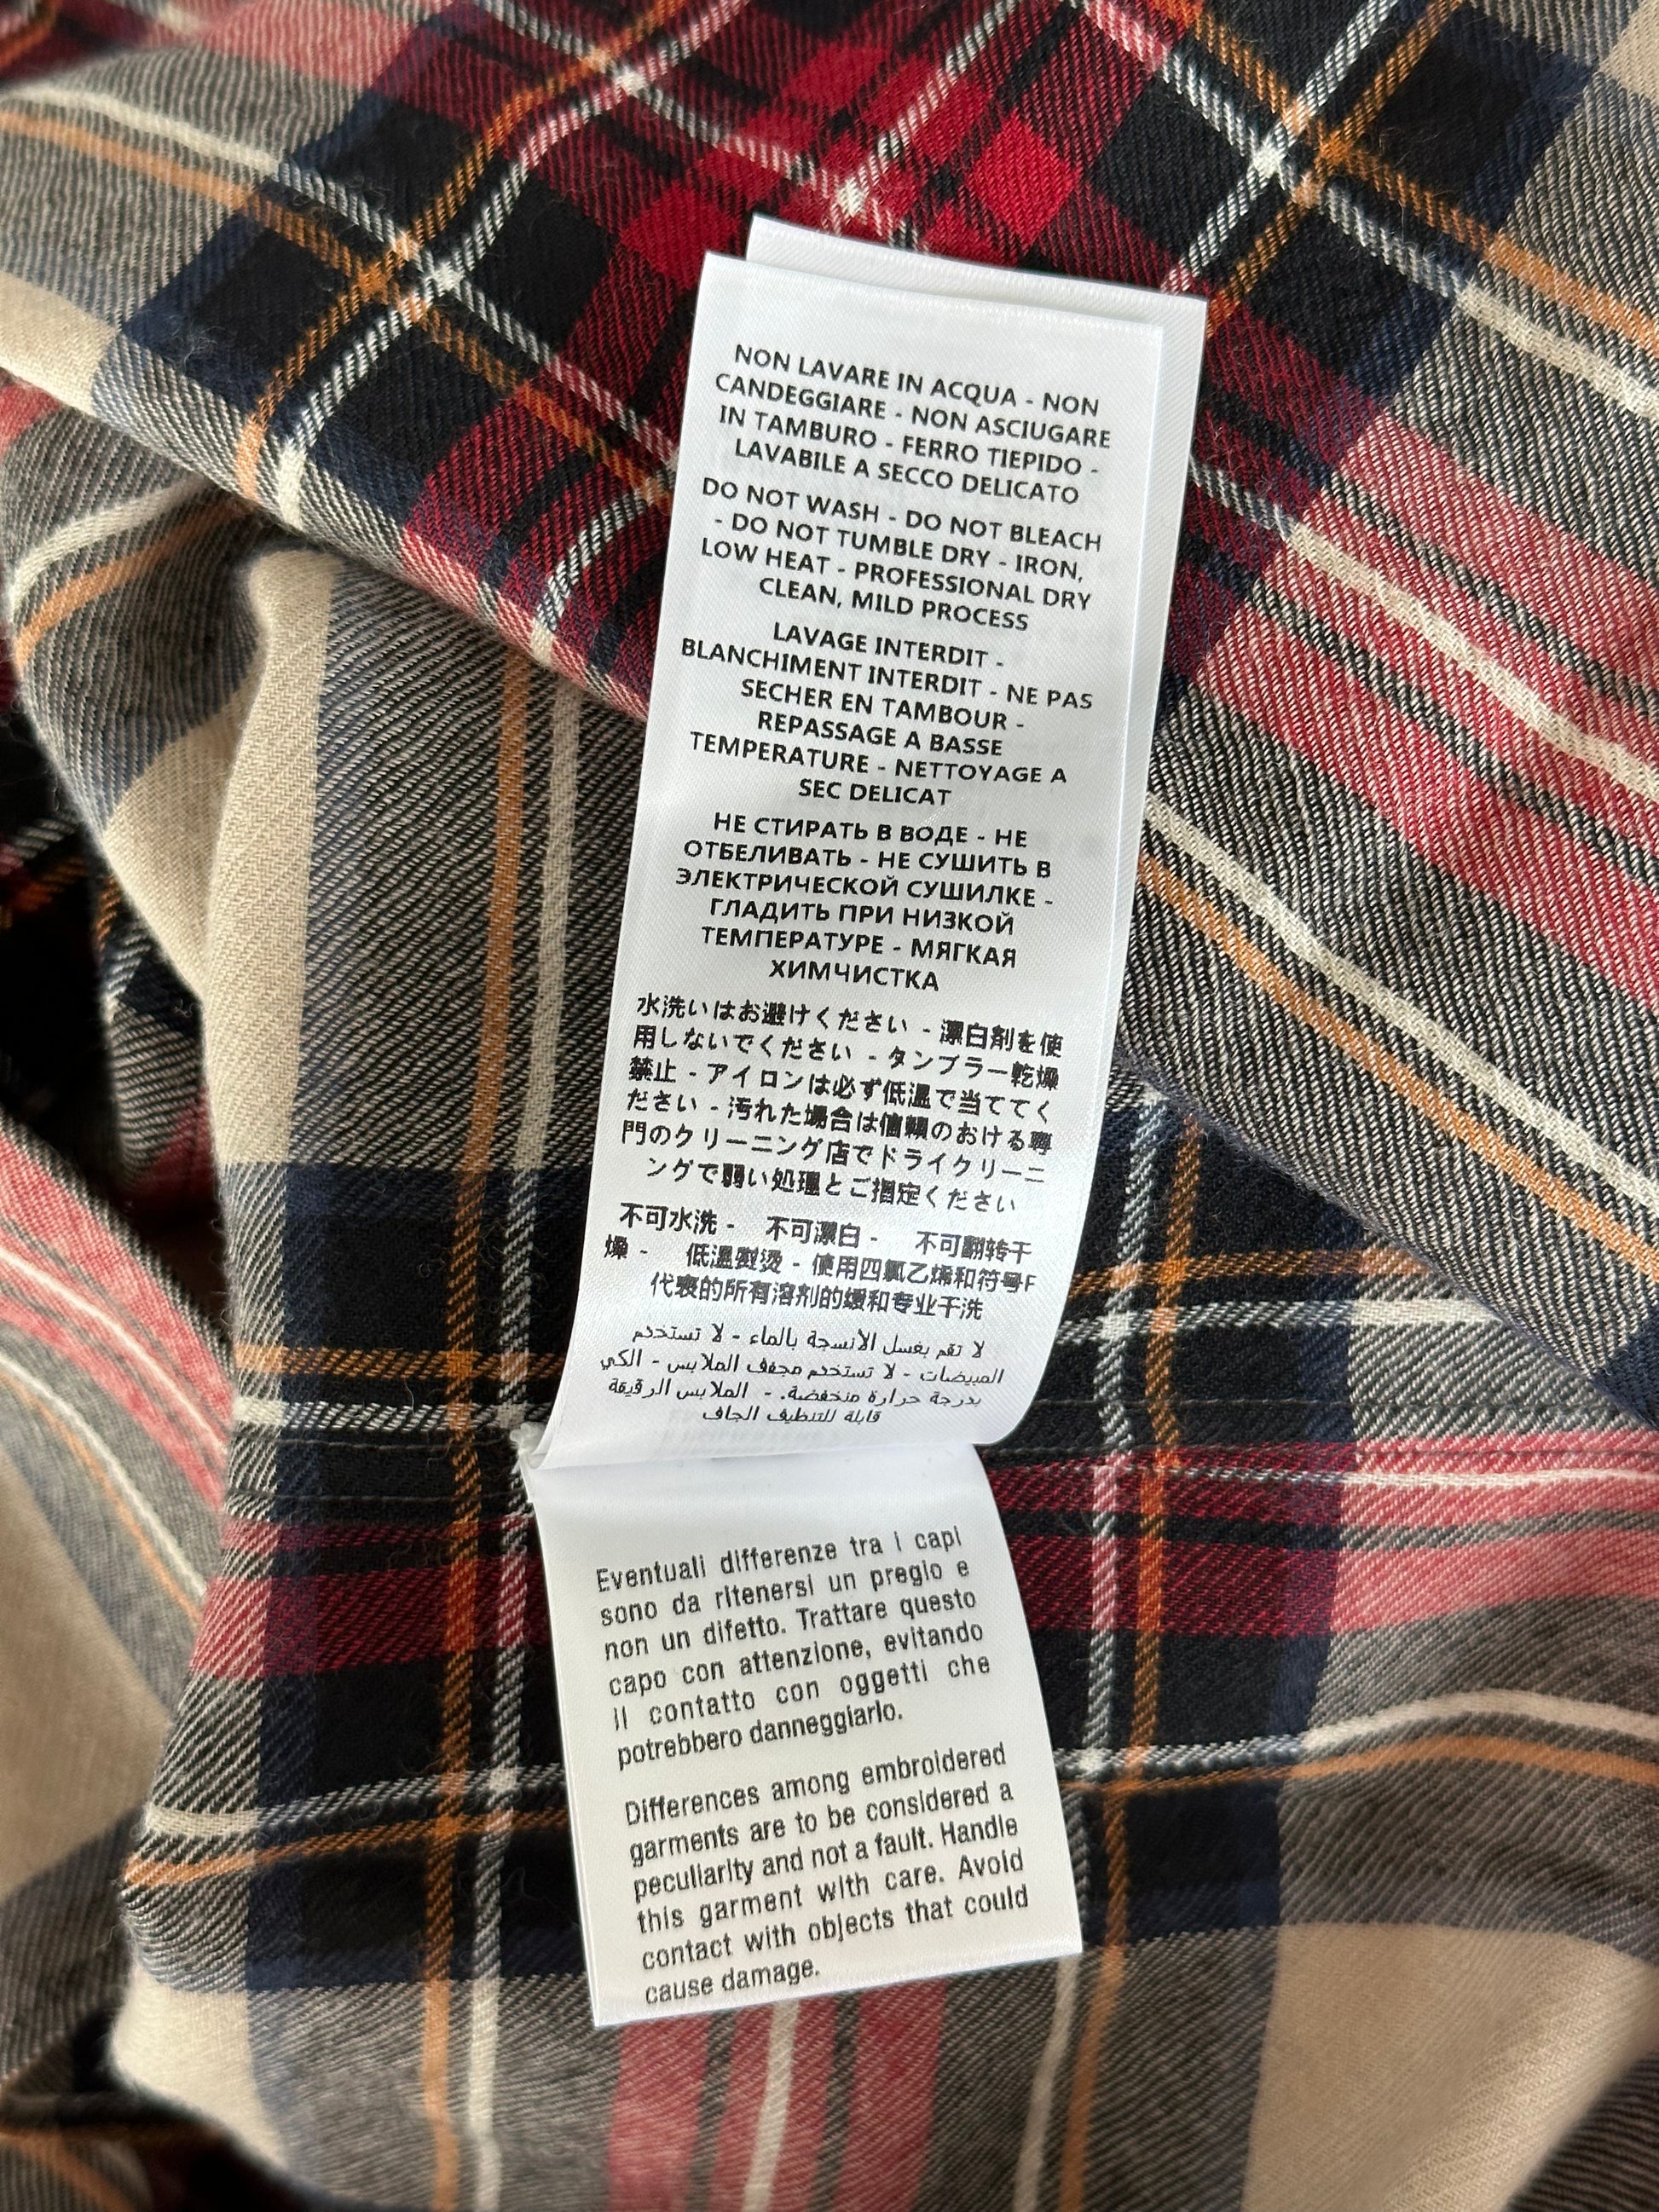 NON LAVARE IN ACQUA - NON
CANDEGGIARE - NON ASCIUGARE
IN TAMBURO - FERRO TIEPIDO -
LAVABILE A SECCO DELICATO
DO NOT WASH - DO NOT BLEACH
- DO NOT TUMBLE DRY - IRON,
LOW HEAT - PROFESSIONAL DRY
CLEAN, MILD PROCESS
LAVAGE INTERDIT -
BLANCHIMENT INTERDIT - NE PAS
SECHER EN TAMBOUR -
REPASSAGE A BASSE
TEMPERATURE - NETTOYAGE A
SEC DELICAT
НЕ СТИРАТЬ В ВОДЕ - НЕ
ОТБЕЛИВАТЬ - НЕ СУШИТЬ В
ЭЛЕКТРИЧЕСКОЙ СУШИЛКЕ -
ГЛАДИТЬ ПРИ НИЗКОЙ
ТЕМПЕРАТУРЕ - МЯГКАЯ
ХИМЧИСТКА
水洗いはお避けください - 漂白剤を使
用しないでください - タンブラー乾燥
禁止 - アイロンは必ず低温で当ててく
ださい - 汚れた場合は信頼のおける専
門のクリーニング店でドライクリーニ
ングで弱い処理とご指定ください
不可水洗 - 不可漂白 - 不可翻转干
燥 - 低温熨烫 - 使用四氯乙烯和符号F
代表的所有溶剂的缓和专业干洗
لا تقم بغسل الأنسجة بالماء - لا تستخدم
المبيضات - لا تستخدم مجفف الملابس - الكي
بدرجة حرارة منخفضة. - الملابس الرقيقة
قابلة للتنظيف الجاف
Eventuali differenze tra i capi
sono da ritenersi un pregio e
non un difetto. Trattare questo
capo con attenzione, evitando
il contatto con oggetti che
potrebbero danneggiarlo.
Differences among embroidered
garments are to be considered a
peculiarity and not a fault. Handle
this garment with care. Avoid
contact with objects that could
cause damage.